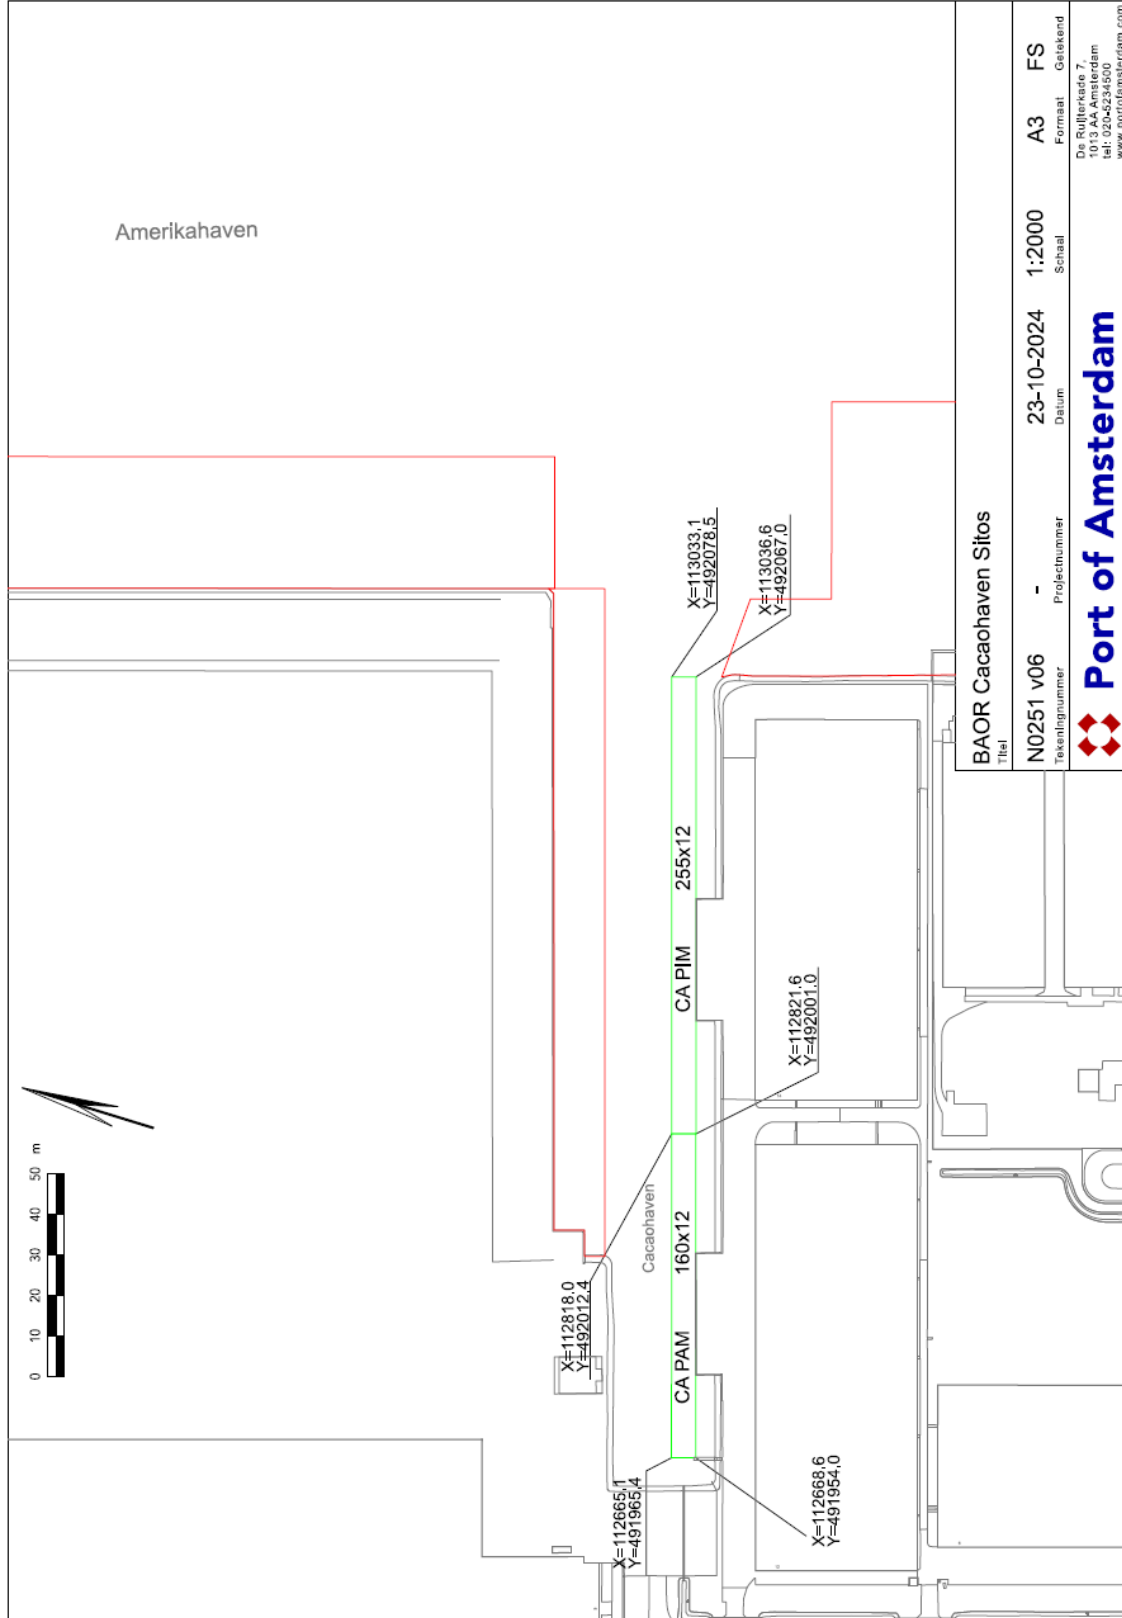 Amerikahaven
X=113033,1
Y=492078,5
X=113036,6
Y=492067,0
CA PIM 255x12
X=112821,6
Y=492001,0
Cacaohaven
CA PAM 160x12
X=112818.0
Y=492012,4
X=112665,1
Y=491965,4
X=112668,6
Y=491954,0
0 10 20 30 40 50 m
BAOR Cacaohaven Sitos
Titel
N0251 v06 - 23-10-2024 1:2000 A3 FS
Tekeningnummer Projectnummer Datum Schaal Formaat Getekend
Port of Amsterdam
De Ruijterkade 7,
1013 AA Amsterdam
tel: 020-5234500
www.portofamsterdam.com